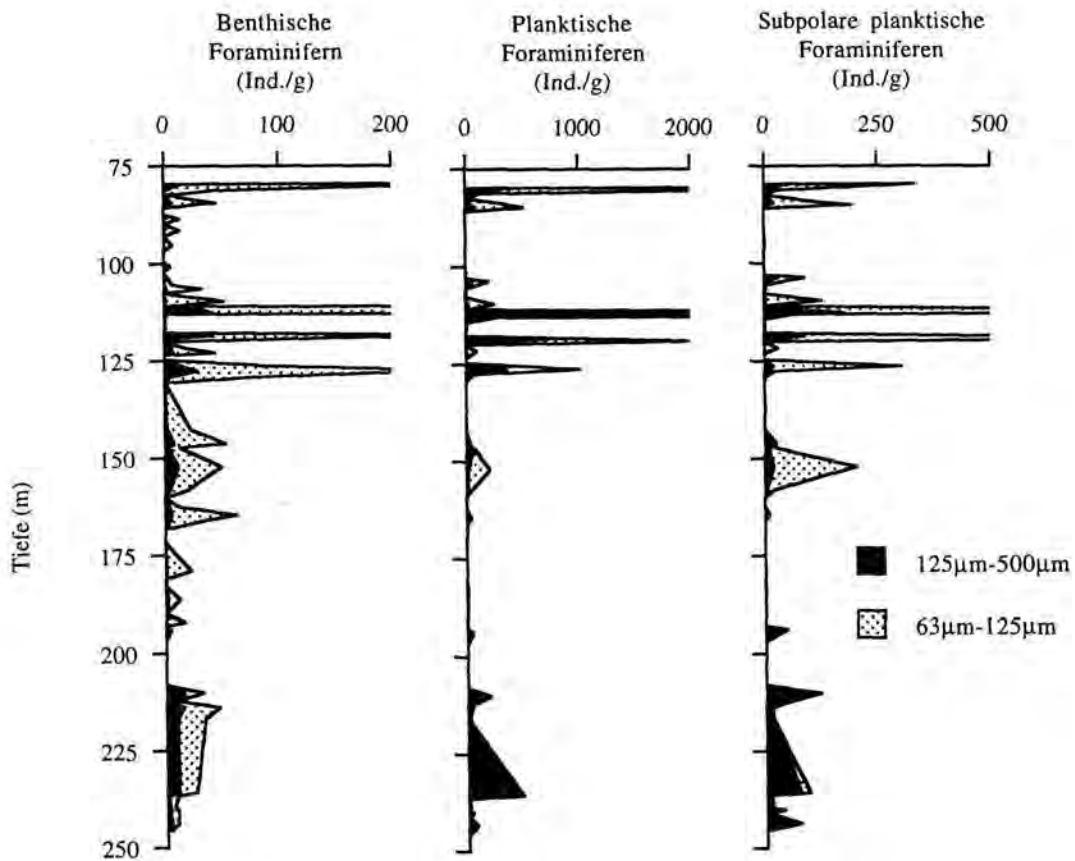 Benthische
Foraminifern
(Ind./g)
Planktische
Foraminiferen
(Ind./g)
Subpolare planktische
Foraminiferen
(Ind./g)
0 100 200
0 1000 2000
0 250 500
75
100
125
150
175
200
225
250
Tiefe (m)
125µm-500µm
63µm-125µm